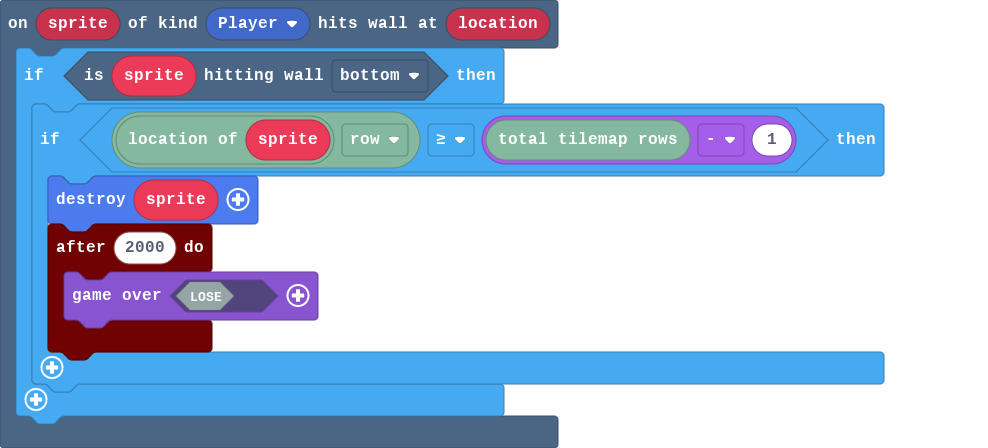 on sprite of kind Player hits wall at location
if is sprite hitting wall bottom then
if location of sprite row ≥ total tilemap rows - 1 then
destroy sprite
after 2000 do
game over LOSE